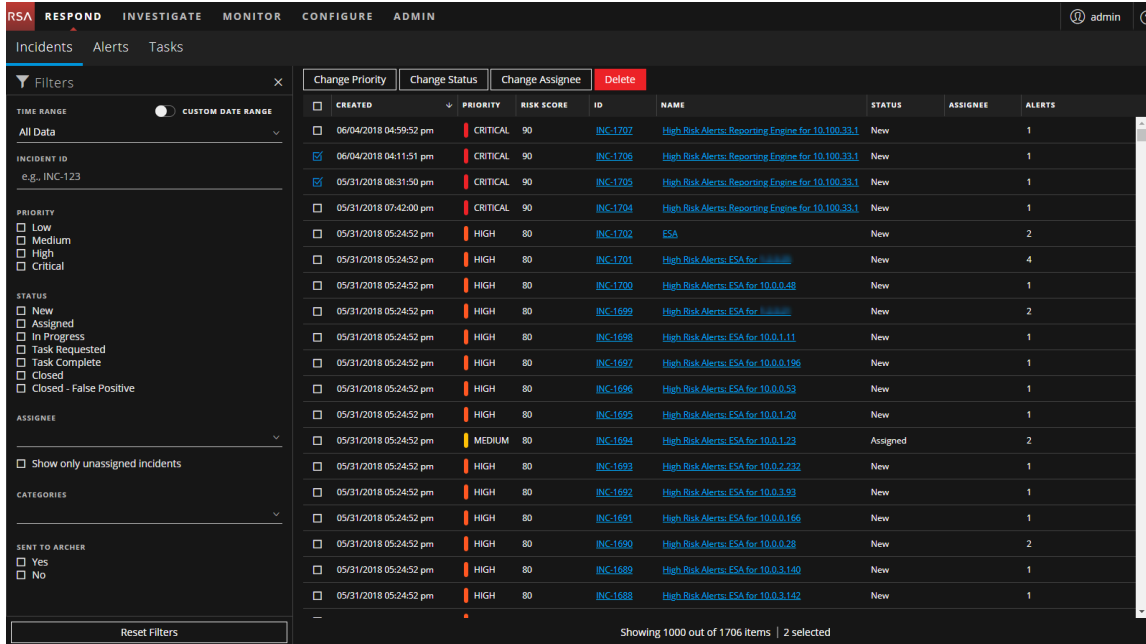 RSA RESPOND INVESTIGATE MONITOR CONFIGURE ADMIN admin
Incidents Alerts Tasks
Filters
TIME RANGE CUSTOM DATE RANGE
All Data
INCIDENT ID
e.g., INC-123
PRIORITY
Low
Medium
High
Critical
STATUS
New
Assigned
In Progress
Task Requested
Task Complete
Closed
Closed - False Positive
ASSIGNEE
Show only unassigned incidents
CATEGORIES
SENT TO ARCHER
Yes
No
Reset Filters
Change Priority Change Status Change Assignee Delete
CREATED PRIORITY RISK SCORE ID NAME STATUS ASSIGNEE ALERTS
06/04/2018 04:59:52 pm CRITICAL 90 INC-1707 High Risk Alerts: Reporting Engine for 10.100.33.1 New 1
06/04/2018 04:11:51 pm CRITICAL 90 INC-1706 High Risk Alerts: Reporting Engine for 10.100.33.1 New 1
05/31/2018 08:31:50 pm CRITICAL 90 INC-1705 High Risk Alerts: Reporting Engine for 10.100.33.1 New 1
05/31/2018 07:42:00 pm CRITICAL 90 INC-1704 High Risk Alerts: Reporting Engine for 10.100.33.1 New 1
05/31/2018 05:24:52 pm HIGH 80 INC-1702 ESA New 2
05/31/2018 05:24:52 pm HIGH 80 INC-1701 High Risk Alerts: ESA for New 4
05/31/2018 05:24:52 pm HIGH 80 INC-1700 High Risk Alerts: ESA for 10.0.0.48 New 1
05/31/2018 05:24:52 pm HIGH 80 INC-1699 High Risk Alerts: ESA for New 2
05/31/2018 05:24:52 pm HIGH 80 INC-1698 High Risk Alerts: ESA for 10.0.1.11 New 1
05/31/2018 05:24:52 pm HIGH 80 INC-1697 High Risk Alerts: ESA for 10.0.0.196 New 1
05/31/2018 05:24:52 pm HIGH 80 INC-1696 High Risk Alerts: ESA for 10.0.0.53 New 1
05/31/2018 05:24:52 pm HIGH 80 INC-1695 High Risk Alerts: ESA for 10.0.1.20 New 1
05/31/2018 05:24:52 pm MEDIUM 80 INC-1694 High Risk Alerts: ESA for 10.0.1.23 Assigned 2
05/31/2018 05:24:52 pm HIGH 80 INC-1693 High Risk Alerts: ESA for 10.0.2.232 New 1
05/31/2018 05:24:52 pm HIGH 80 INC-1692 High Risk Alerts: ESA for 10.0.3.93 New 1
05/31/2018 05:24:52 pm HIGH 80 INC-1691 High Risk Alerts: ESA for 10.0.0.166 New 1
05/31/2018 05:24:52 pm HIGH 80 INC-1690 High Risk Alerts: ESA for 10.0.0.28 New 2
05/31/2018 05:24:52 pm HIGH 80 INC-1689 High Risk Alerts: ESA for 10.0.3.140 New 1
05/31/2018 05:24:52 pm HIGH 80 INC-1688 High Risk Alerts: ESA for 10.0.3.142 New 1
Showing 1000 out of 1706 items | 2 selected